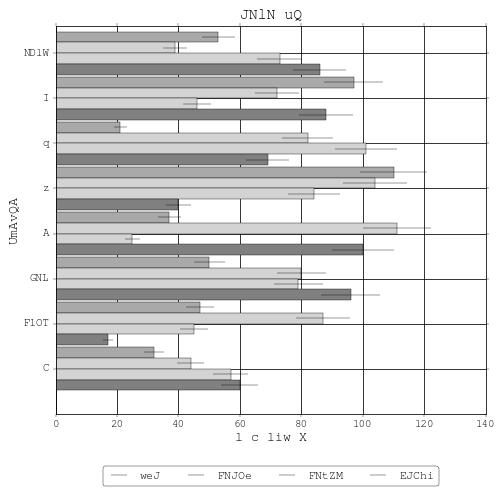 JN1N uQ
ND1W
I
q
z
A
GNL
F1OT
C
UmAvQA
0 20 40 60 80 100 120 140
l c liw X
weJ FNJOe FNtZM EJChi